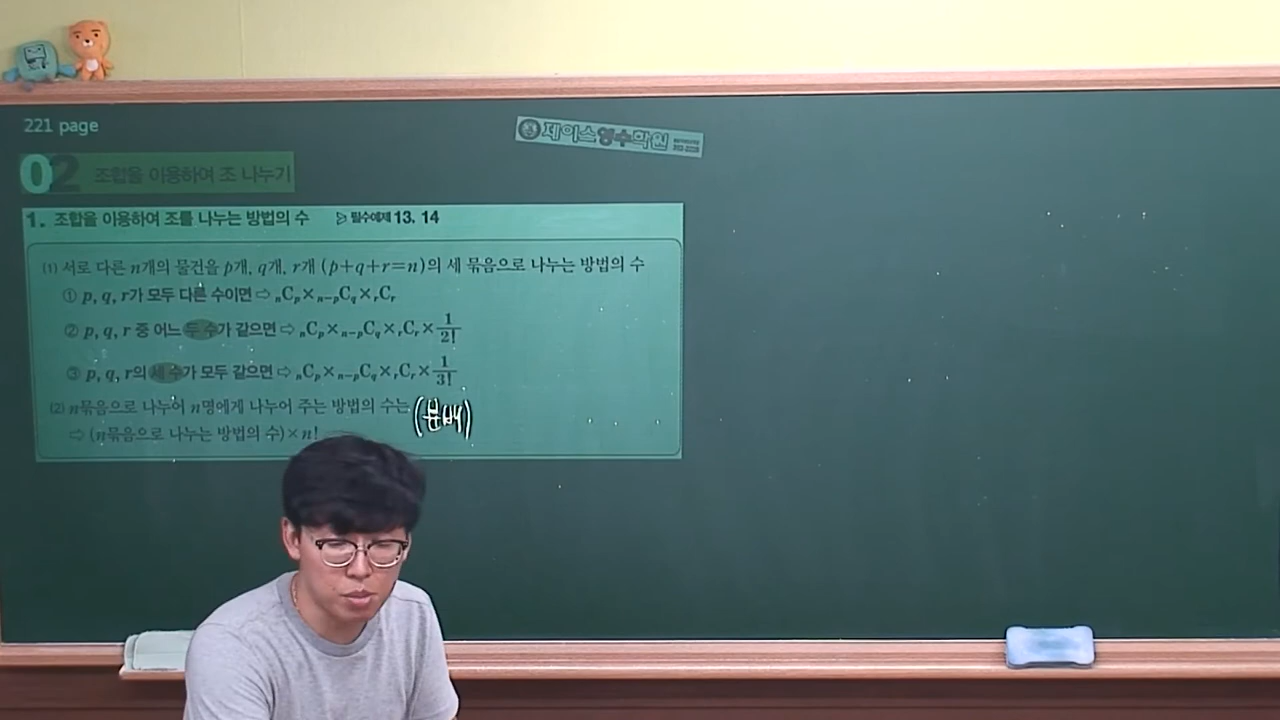 221 page
제이스영수학원
02 조합을 이용하여 조 나누기
1. 조합을 이용하여 조를 나누는 방법의 수 ▷ 필수예제 13, 14
(1) 서로 다른 n개의 물건을 p개, q개, r개 (p+q+r=n)의 세 묶음으로 나누는 방법의 수
① p, q, r가 모두 다른 수이면 ⇨ ₙCₚ×ₙ₋ₚC_q×ᵣCᵣ
② p, q, r 중 어느 두 수가 같으면 ⇨ ₙCₚ×ₙ₋ₚC_q×ᵣCᵣ×1/2!
③ p, q, r의 세 수가 모두 같으면 ⇨ ₙCₚ×ₙ₋ₚC_q×ᵣCᵣ×1/3!
(2) n묶음으로 나누어 n명에게 나누어 주는 방법의 수는 (분배)
⇨ (n묶음으로 나누는 방법의 수)×n!